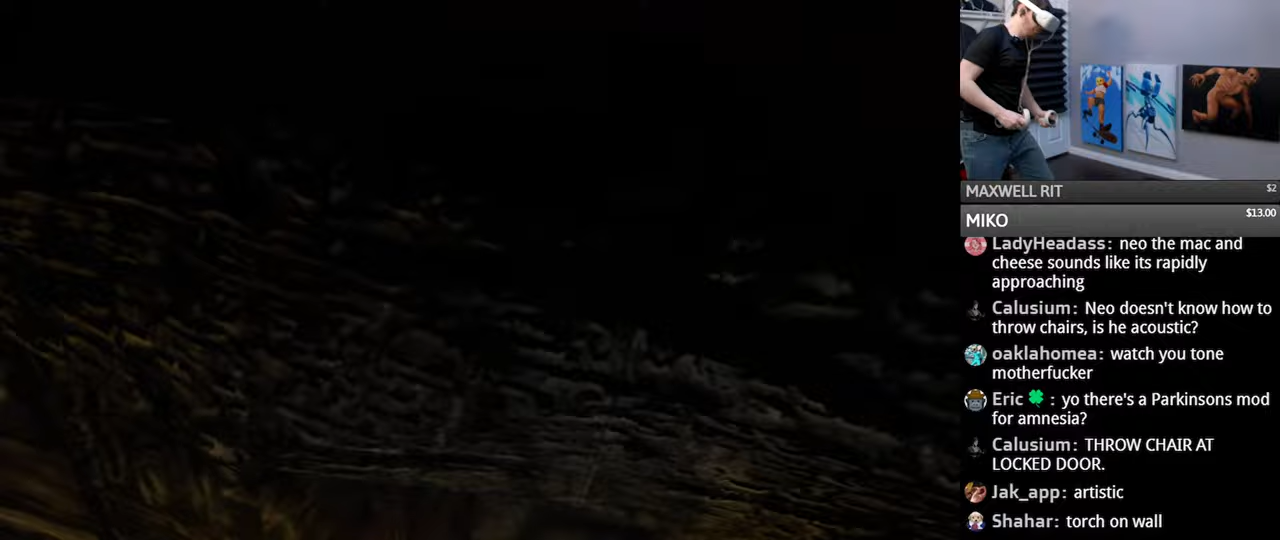 MAXWELL RIT $2
MIKO $13.00
LadyHeadass: neo the mac and
cheese sounds like its rapidly
approaching
Calusium: Neo doesn't know how to
throw chairs, is he acoustic?
oaklahomea: watch you tone
motherfucker
Eric 🍀 : yo there's a Parkinsons mod
for amnesia?
Calusium: THROW CHAIR AT
LOCKED DOOR.
Jak_app: artistic
Shahar: torch on wall